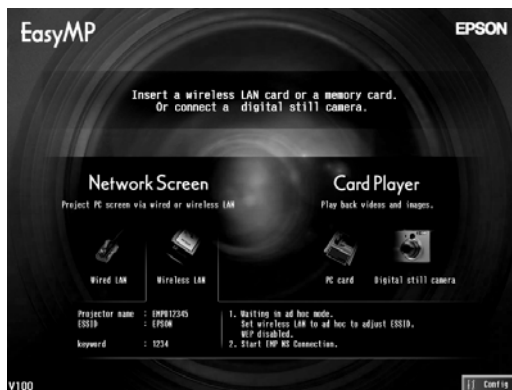 EasyMP
EPSON
Insert a wireless LAN card or a memory card.
Or connect a digital still camera.
Network Screen
Project PC screen via wired or wireless LAN
Wired LAN
Wireless LAN
Card Player
Play back videos and images.
PC card
Digital still camera
Projector name : EMP012345
ESSID : EPSON
keyword : 1234
1. Waiting in ad hoc mode.
Set wireless LAN to ad hoc to adjust ESSID.
WEP disabled.
2. Start EMP NS Connection.
V100
Config